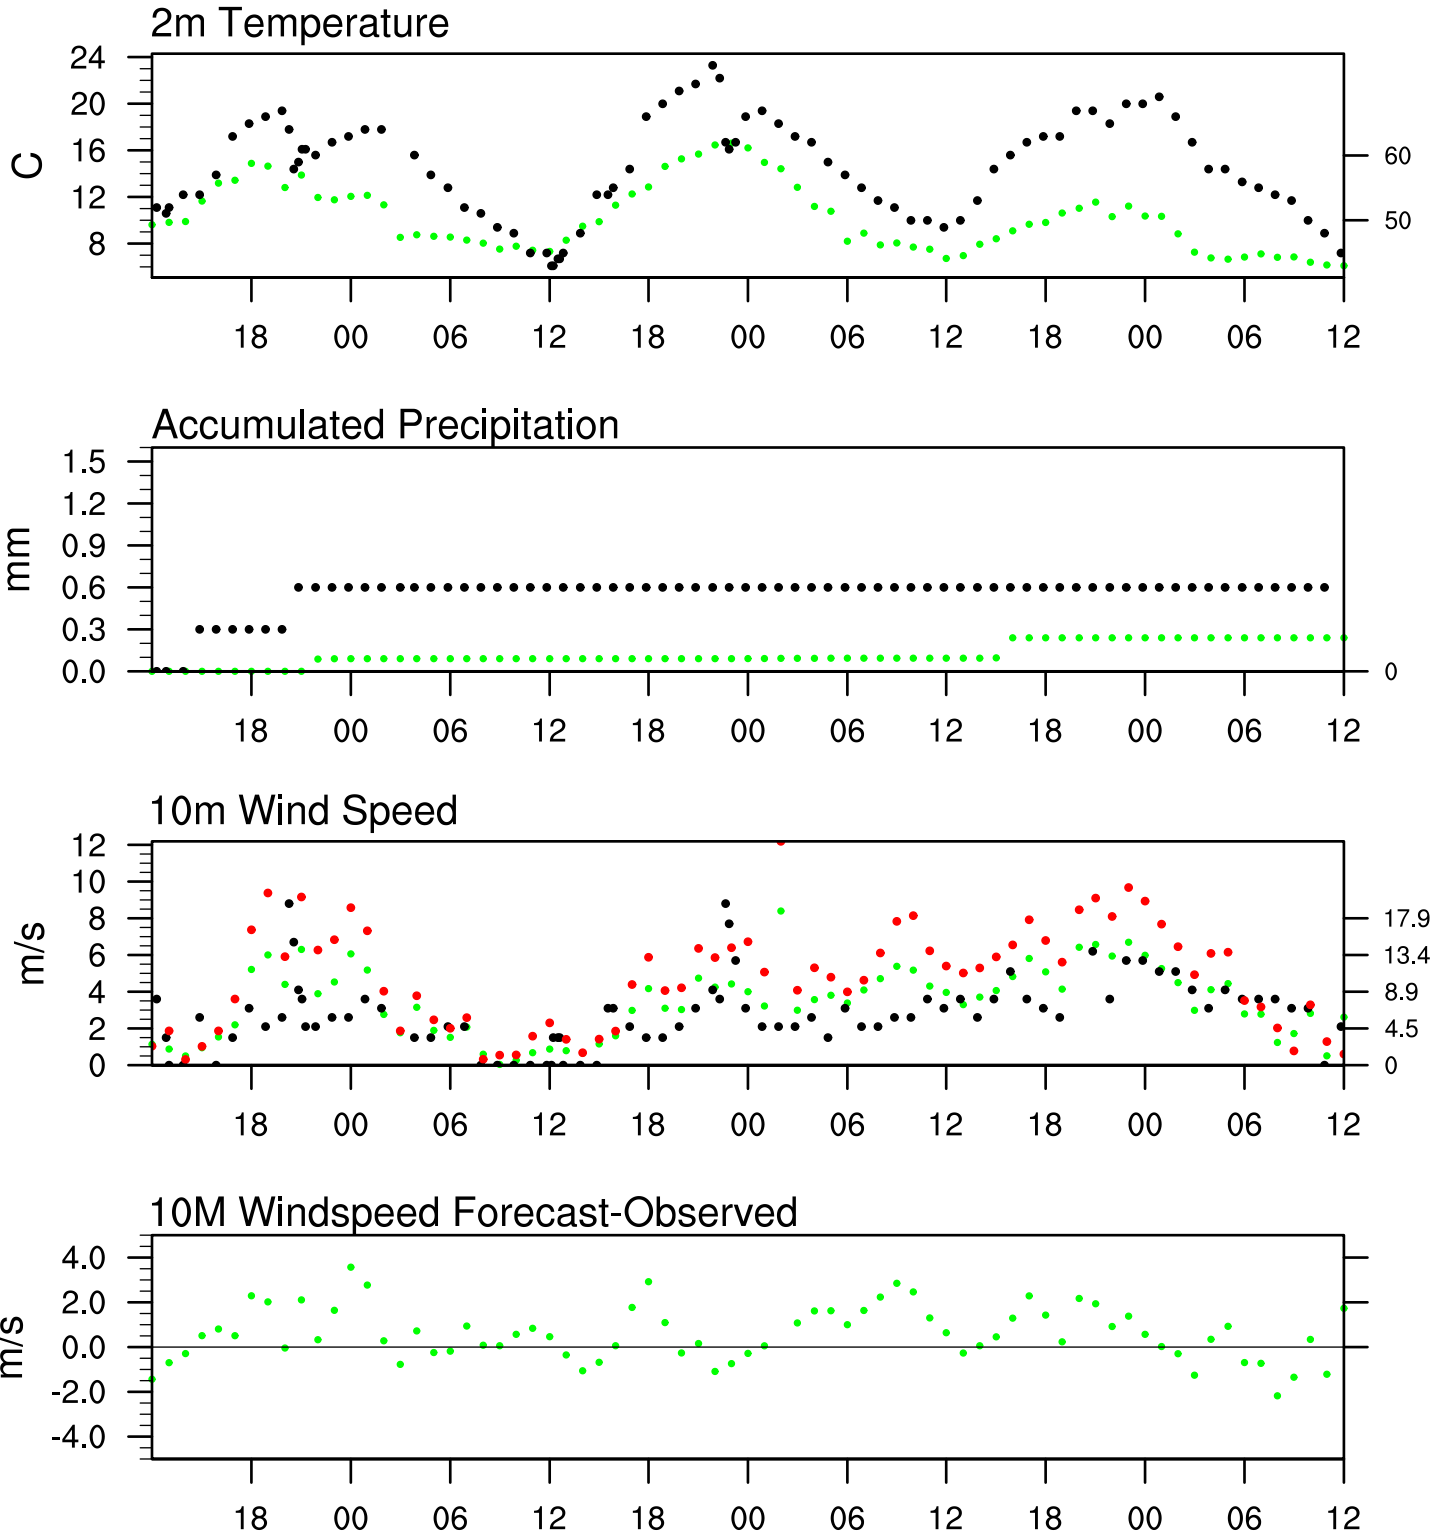 2m Temperature
24
20
16
12
8
C
60
50
18 00 06 12 18 00 06 12 18 00 06 12
Accumulated Precipitation
1.5
1.2
0.9
0.6
0.3
0.0
mm
0
18 00 06 12 18 00 06 12 18 00 06 12
10m Wind Speed
12
10
8
6
4
2
0
m/s
17.9
13.4
8.9
4.5
0
18 00 06 12 18 00 06 12 18 00 06 12
10M Windspeed Forecast-Observed
4.0
2.0
0.0
-2.0
-4.0
m/s
18 00 06 12 18 00 06 12 18 00 06 12